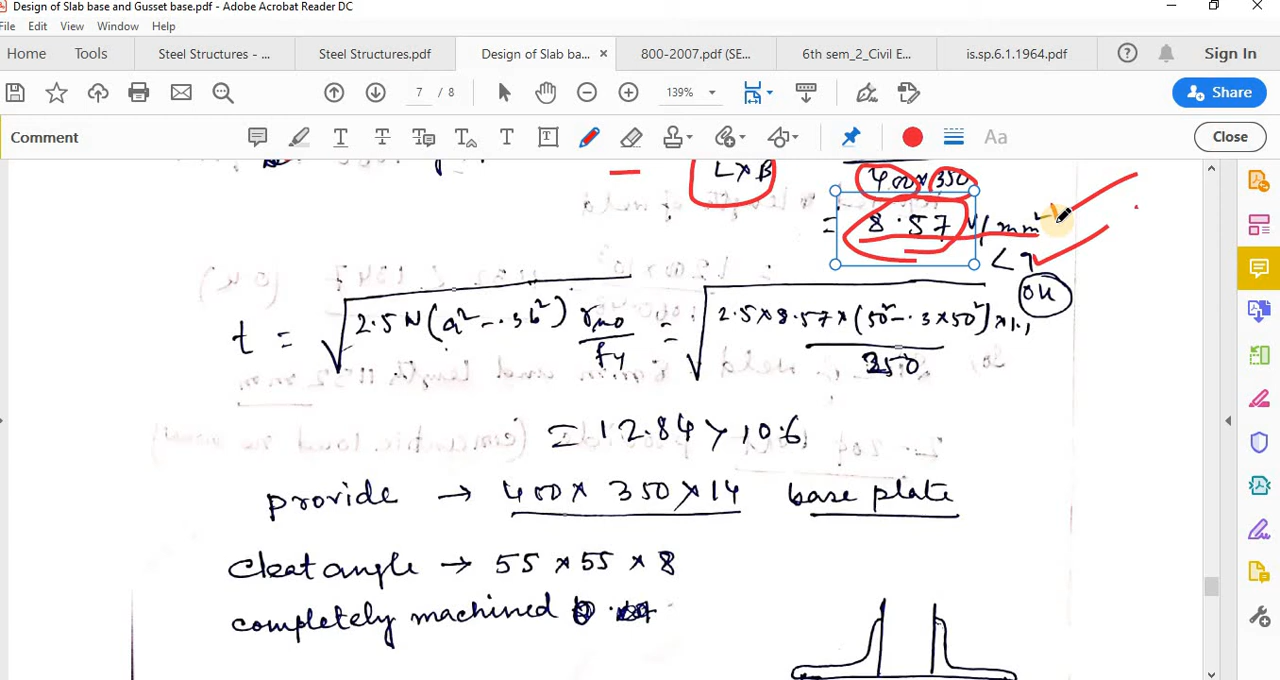 Design of Slab base and Gusset base.pdf - Adobe Acrobat Reader DC
File Edit View Window Help
Home Tools Steel Structures - ... Steel Structures.pdf Design of Slab ba... × 800-2007.pdf (SE... 6th sem_2_Civil E... is.sp.6.1.1964.pdf Sign In
7 / 8 139% Share
Comment Close
L×B 400×350
= 8.57 N/mm²
< 9
OK
t = √2.5 N (a² - .3b²) γmo/fy = √2.5×8.57×(50² - .3×50²)×1.1/250
= 12.84 > 10.6
provide → 400 × 350 × 14 base plate
Cleat angle → 55 × 55 × 8
completely machined